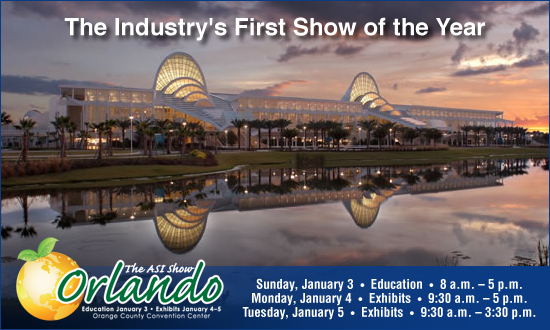 The Industry's First Show of the Year
The ASI Show
Orlando
Education January 3 • Exhibits January 4–5
Orange County Convention Center
Sunday, January 3 • Education • 8 a.m. – 5 p.m.
Monday, January 4 • Exhibits • 9:30 a.m. – 5 p.m.
Tuesday, January 5 • Exhibits • 9:30 a.m. – 3:30 p.m.